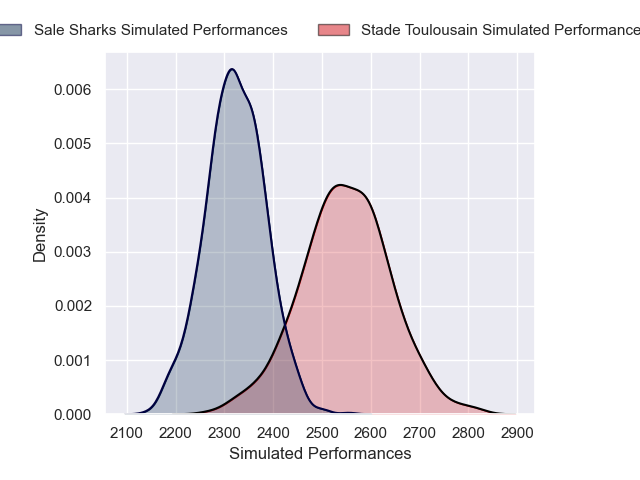 Sale Sharks Simulated Performances Stade Toulousain Simulated Performance
0.006
0.005
0.004
0.003
0.002
0.001
0.000
Density
2100 2200 2300 2400 2500 2600 2700 2800 2900
Simulated Performances